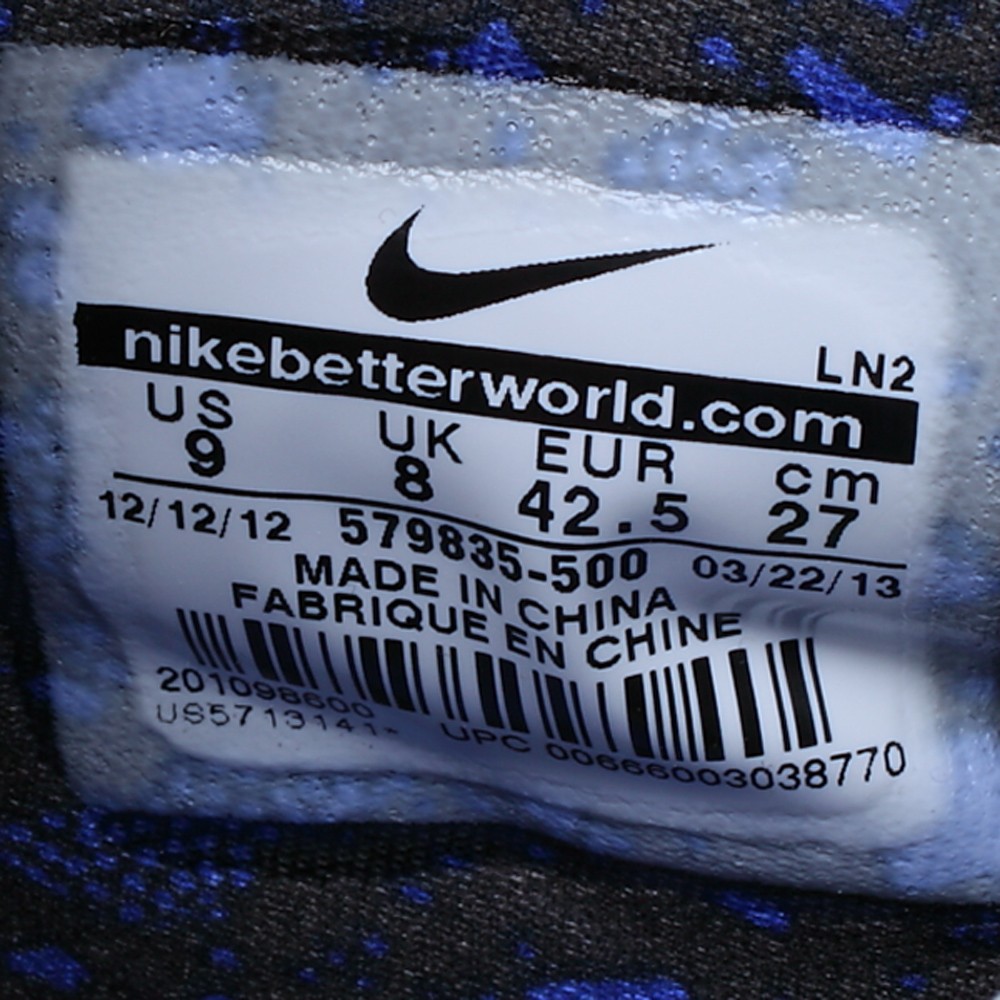 LN2
nikebetterworld.com
US UK EUR cm
9 8 42.5 27
12/12/12 579835-500 03/22/13
MADE IN CHINA
FABRIQUE EN CHINE
201098600
US5713141- UPC 00666003038770